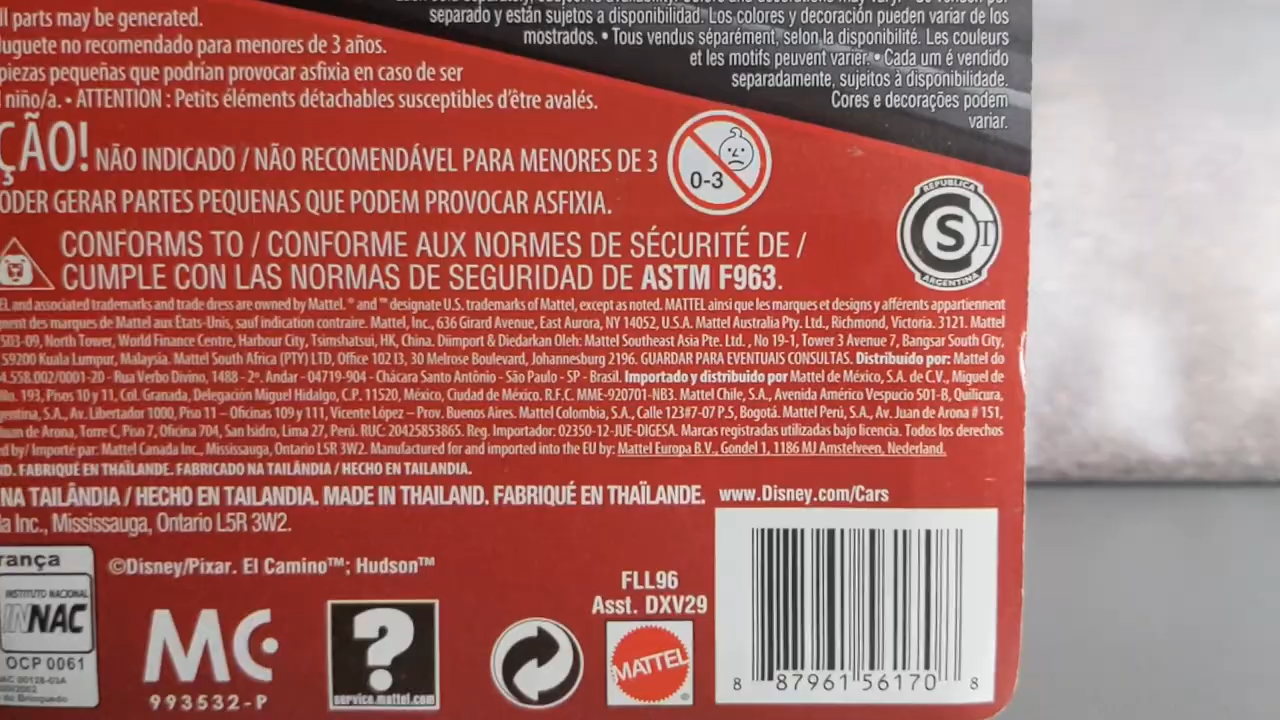 ll parts may be generated.
juguete no recomendado para menores de 3 años.
piezas pequeñas que podrían provocar asfixia en caso de ser
niño/a. • ATTENTION : Petits éléments détachables susceptibles d'être avalés.
separado y están sujetos a disponibilidad. Los colores y decoración pueden variar de los
mostrados. • Tous vendus séparément, selon la disponibilité. Les couleurs
et les motifs peuvent varier. • Cada um é vendido
separadamente, sujeitos à disponibilidade.
Cores e decorações podem
variar.
ÇÃO! NÃO INDICADO / NÃO RECOMENDÁVEL PARA MENORES DE 3
ODER GERAR PARTES PEQUENAS QUE PODEM PROVOCAR ASFIXIA.
0-3
REPUBLICA
S T
ARGENTINA
CONFORMS TO / CONFORME AUX NORMES DE SÉCURITÉ DE /
CUMPLE CON LAS NORMAS DE SEGURIDAD DE ASTM F963.
EL and associated trademarks and trade dress are owned by Mattel. ® and ™ designate U.S. trademarks of Mattel, except as noted. MATTEL ainsi que les marques et designs y afférents appartiennent
ment des marques de Mattel aux États-Unis, sauf indication contraire. Mattel, Inc., 636 Girard Avenue, East Aurora, NY 14052, U.S.A. Mattel Australia Pty. Ltd., Richmond, Victoria. 3121. Mattel
S03-09, North Tower, World Finance Centre, Harbour City, Tsimshatsui, HK, China. Diimport & Diedarkan Oleh: Mattel Southeast Asia Pte. Ltd. , No 19-1, Tower 3 Avenue 7, Bangsar South City,
59200 Kuala Lumpur, Malaysia. Mattel South Africa (PTY) LTD, Office 102 I3, 30 Melrose Boulevard, Johannesburg 2196. GUARDAR PARA EVENTUAIS CONSULTAS. Distribuído por: Mattel do
4.558.002/0001-20 - Rua Verbo Divino, 1488 - 2º. Andar - 04719-904 - Chácara Santo Antônio - São Paulo - SP - Brasil. Importado y distribuido por Mattel de México, S.A. de C.V., Miguel de
No. 193, Pisos 10 y 11, Col. Granada, Delegación Miguel Hidalgo, C.P. 11520, México, Ciudad de México. R.F.C. MME-920701-NB3. Mattel Chile, S.A., Avenida Américo Vespucio 501-B, Quilicura,
gentina, S.A., Av. Libertador 1000, Piso 11 – Oficinas 109 y 111, Vicente López – Prov. Buenos Aires. Mattel Colombia, S.A., Calle 123#7-07 P.5, Bogotá. Mattel Perú, S.A., Av. Juan de Arona # 151,
Juan de Arona, Torre C, Piso 7, Oficina 704, San Isidro, Lima 27, Perú. RUC: 20425853865. Reg. Importador: 02350-12-JUE-DIGESA. Marcas registradas utilizadas bajo licencia. Todos los derechos
ed by / Importé par: Mattel Canada Inc., Mississauga, Ontario L5R 3W2. Manufactured for and imported into the EU by: Mattel Europa B.V., Gondel 1, 1186 MJ Amstelveen, Nederland.
D. FABRIQUÉ EN THAÏLANDE. FABRICADO NA TAILÂNDIA / HECHO EN TAILANDIA.
NA TAILÂNDIA / HECHO EN TAILANDIA. MADE IN THAILAND. FABRIQUÉ EN THAÏLANDE. www.Disney.com/Cars
a Inc., Mississauga, Ontario L5R 3W2.
rança
INSTITUTO NACIONAL
INNAC
OCP 0061
©Disney/Pixar. El Camino™; Hudson™
MC
993532-P
?
service.mattel.com
FLL96
Asst. DXV29
MATTEL
8 87961 56170 8